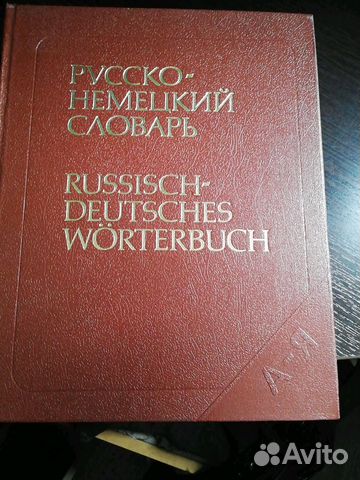 РУССКО-
НЕМЕЦКИЙ
СЛОВАРЬ
RUSSISCH-
DEUTSCHES
WÖRTERBUCH
А-Я
Avito